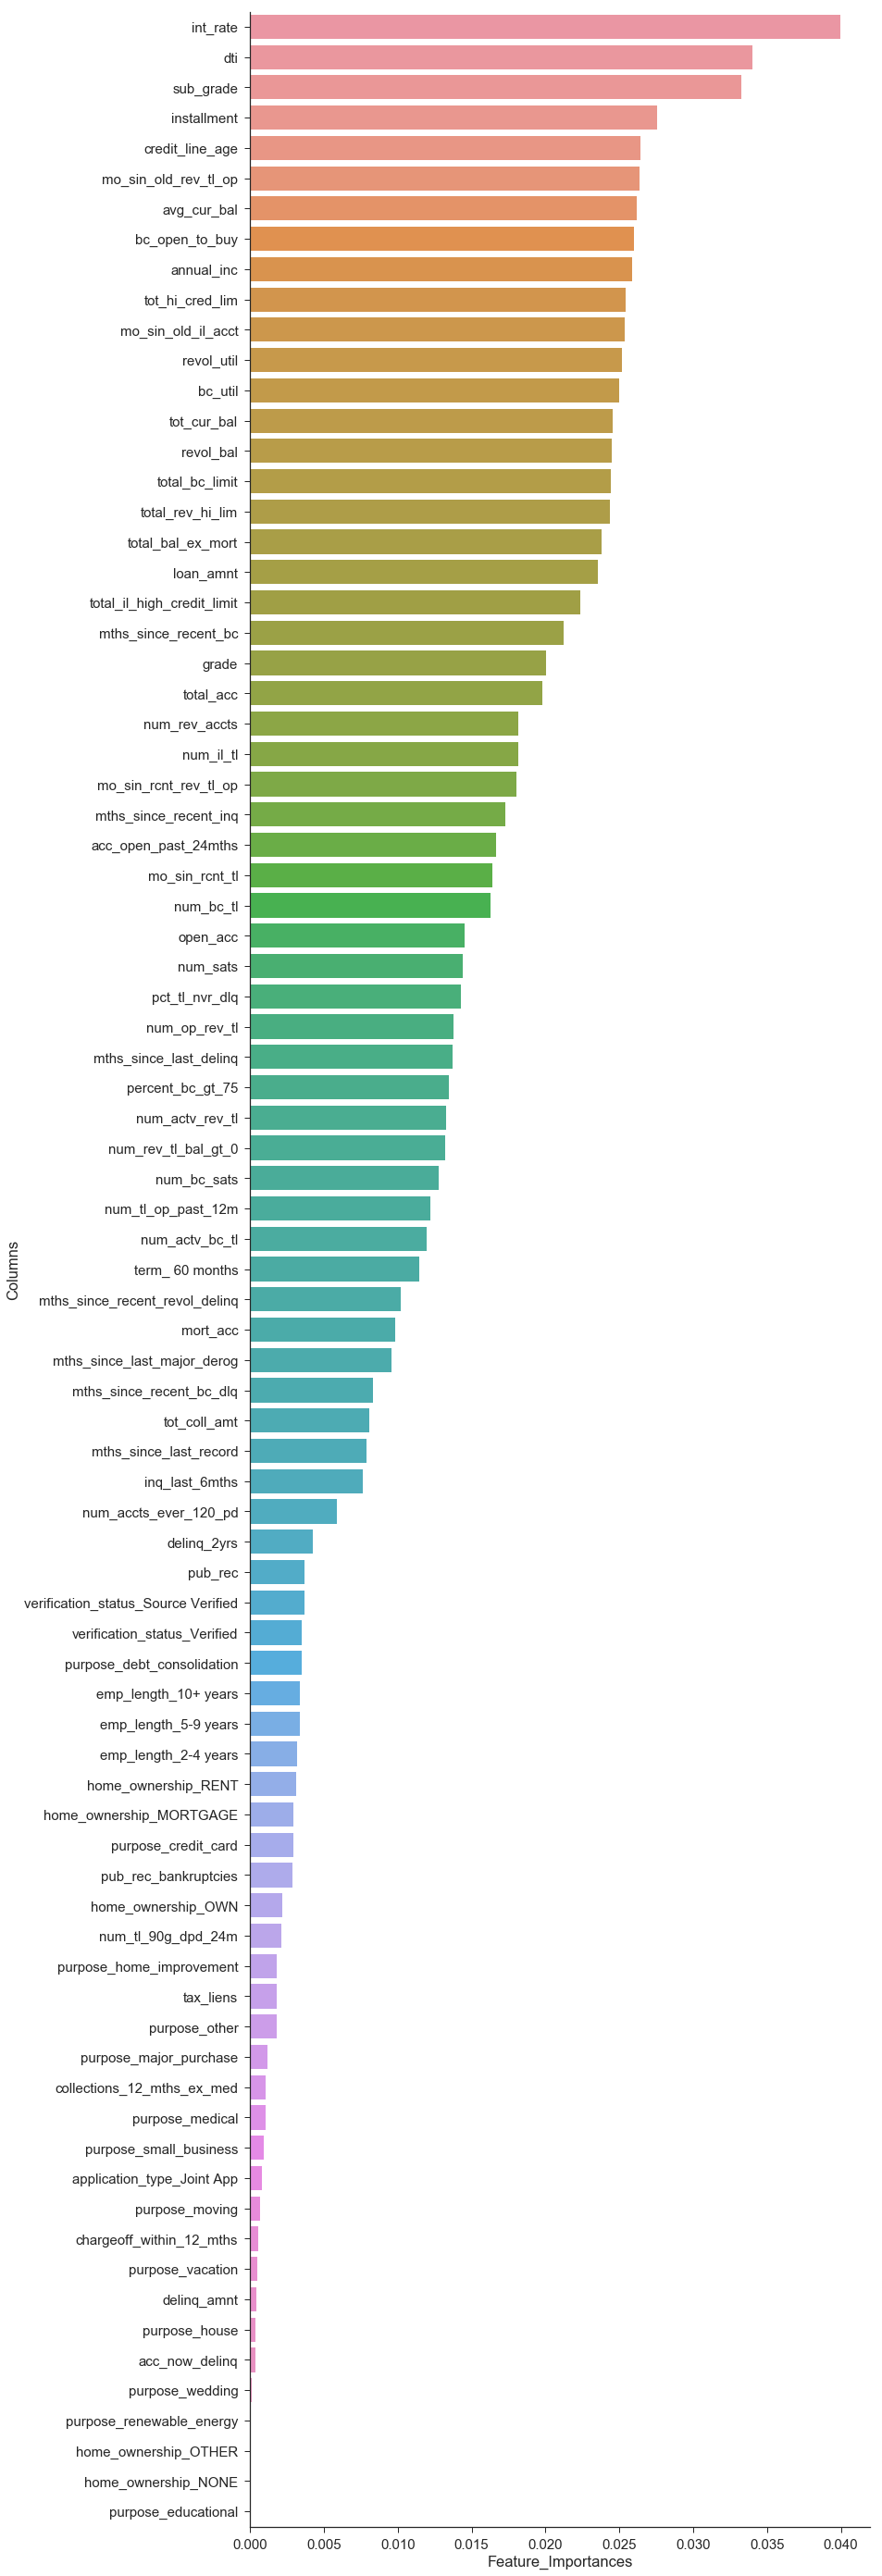 int_rate
dti
sub_grade
installment
credit_line_age
mo_sin_old_rev_tl_op
avg_cur_bal
bc_open_to_buy
annual_inc
tot_hi_cred_lim
mo_sin_old_il_acct
revol_util
bc_util
tot_cur_bal
revol_bal
total_bc_limit
total_rev_hi_lim
total_bal_ex_mort
loan_amnt
total_il_high_credit_limit
mths_since_recent_bc
grade
total_acc
num_rev_accts
num_il_tl
mo_sin_rcnt_rev_tl_op
mths_since_recent_inq
acc_open_past_24mths
mo_sin_rcnt_tl
num_bc_tl
open_acc
num_sats
pct_tl_nvr_dlq
num_op_rev_tl
mths_since_last_delinq
percent_bc_gt_75
num_actv_rev_tl
num_rev_tl_bal_gt_0
num_bc_sats
num_tl_op_past_12m
num_actv_bc_tl
term_ 60 months
mths_since_recent_revol_delinq
mort_acc
mths_since_last_major_derog
mths_since_recent_bc_dlq
tot_coll_amt
mths_since_last_record
inq_last_6mths
num_accts_ever_120_pd
delinq_2yrs
pub_rec
verification_status_Source Verified
verification_status_Verified
purpose_debt_consolidation
emp_length_10+ years
emp_length_5-9 years
emp_length_2-4 years
home_ownership_RENT
home_ownership_MORTGAGE
purpose_credit_card
pub_rec_bankruptcies
home_ownership_OWN
num_tl_90g_dpd_24m
purpose_home_improvement
tax_liens
purpose_other
purpose_major_purchase
collections_12_mths_ex_med
purpose_medical
purpose_small_business
application_type_Joint App
purpose_moving
chargeoff_within_12_mths
purpose_vacation
delinq_amnt
purpose_house
acc_now_delinq
purpose_wedding
purpose_renewable_energy
home_ownership_OTHER
home_ownership_NONE
purpose_educational
Columns
0.000 0.005 0.010 0.015 0.020 0.025 0.030 0.035 0.040
Feature_Importances